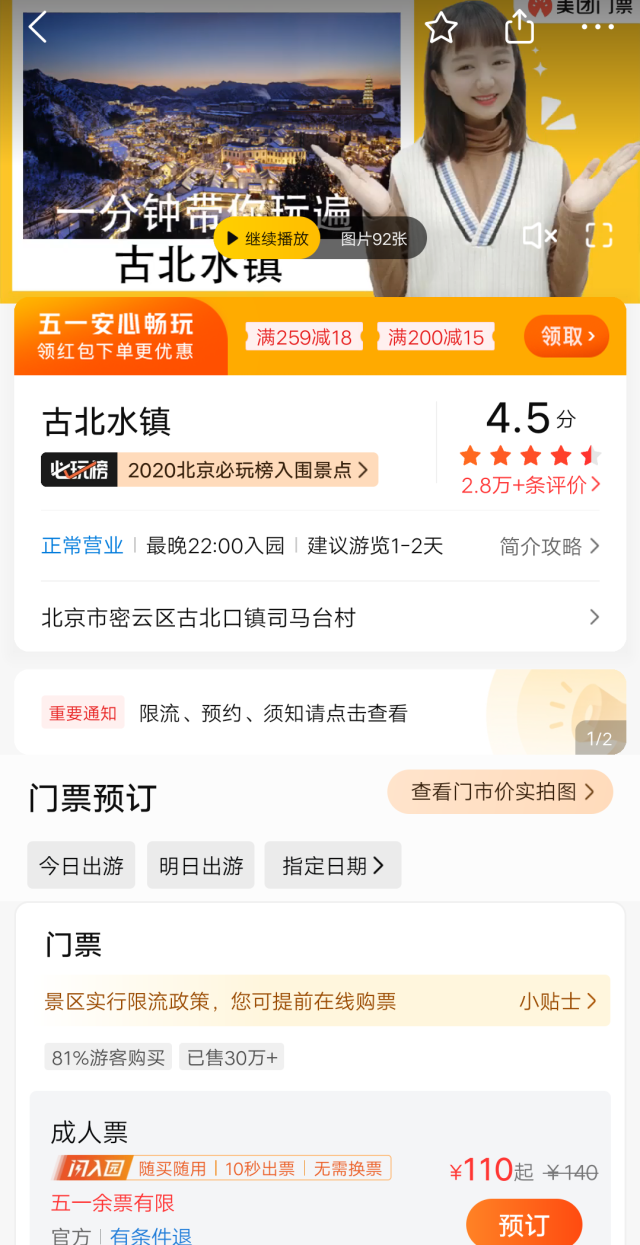 美团门票
一分钟带你玩遍
继续播放 图片92张
古北水镇
五一安心畅玩
领红包下单更优惠
满259减18 满200减15 领取
古北水镇
4.5分
必玩榜 2020北京必玩榜入围景点
2.8万+条评价
正常营业 最晚22:00入园 建议游览1-2天 简介攻略
北京市密云区古北口镇司马台村
重要通知 限流、预约、须知请点击查看
1/2
门票预订
查看门市价实拍图
今日出游 明日出游 指定日期
门票
景区实行限流政策，您可提前在线购票 小贴士
81%游客购买 已售30万+
成人票
闪入园 随买随用 10秒出票 无需换票
¥110起 ¥140
五一余票有限
预订
官方 有条件退